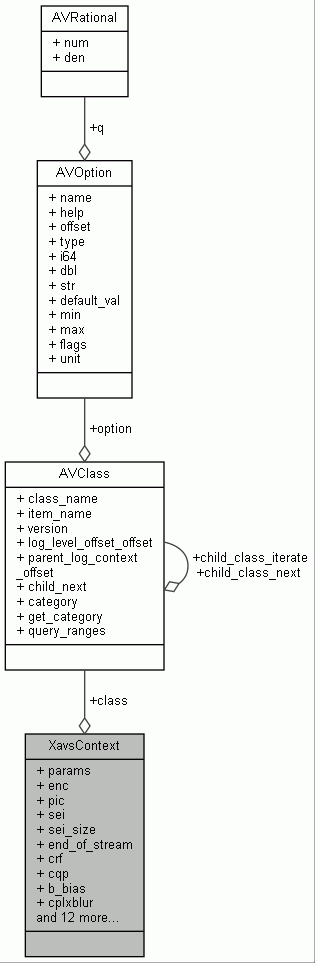 AVRational
+ num
+ den
+q
AVOption
+ name
+ help
+ offset
+ type
+ i64
+ dbl
+ str
+ default_val
+ min
+ max
+ flags
+ unit
+option
AVClass
+ class_name
+ item_name
+ version
+ log_level_offset_offset
+ parent_log_context
_offset
+ child_next
+ category
+ get_category
+ query_ranges
+child_class_iterate
+child_class_next
+class
XavsContext
+ params
+ enc
+ pic
+ sei
+ sei_size
+ end_of_stream
+ crf
+ cqp
+ b_bias
+ cplxblur
and 12 more...